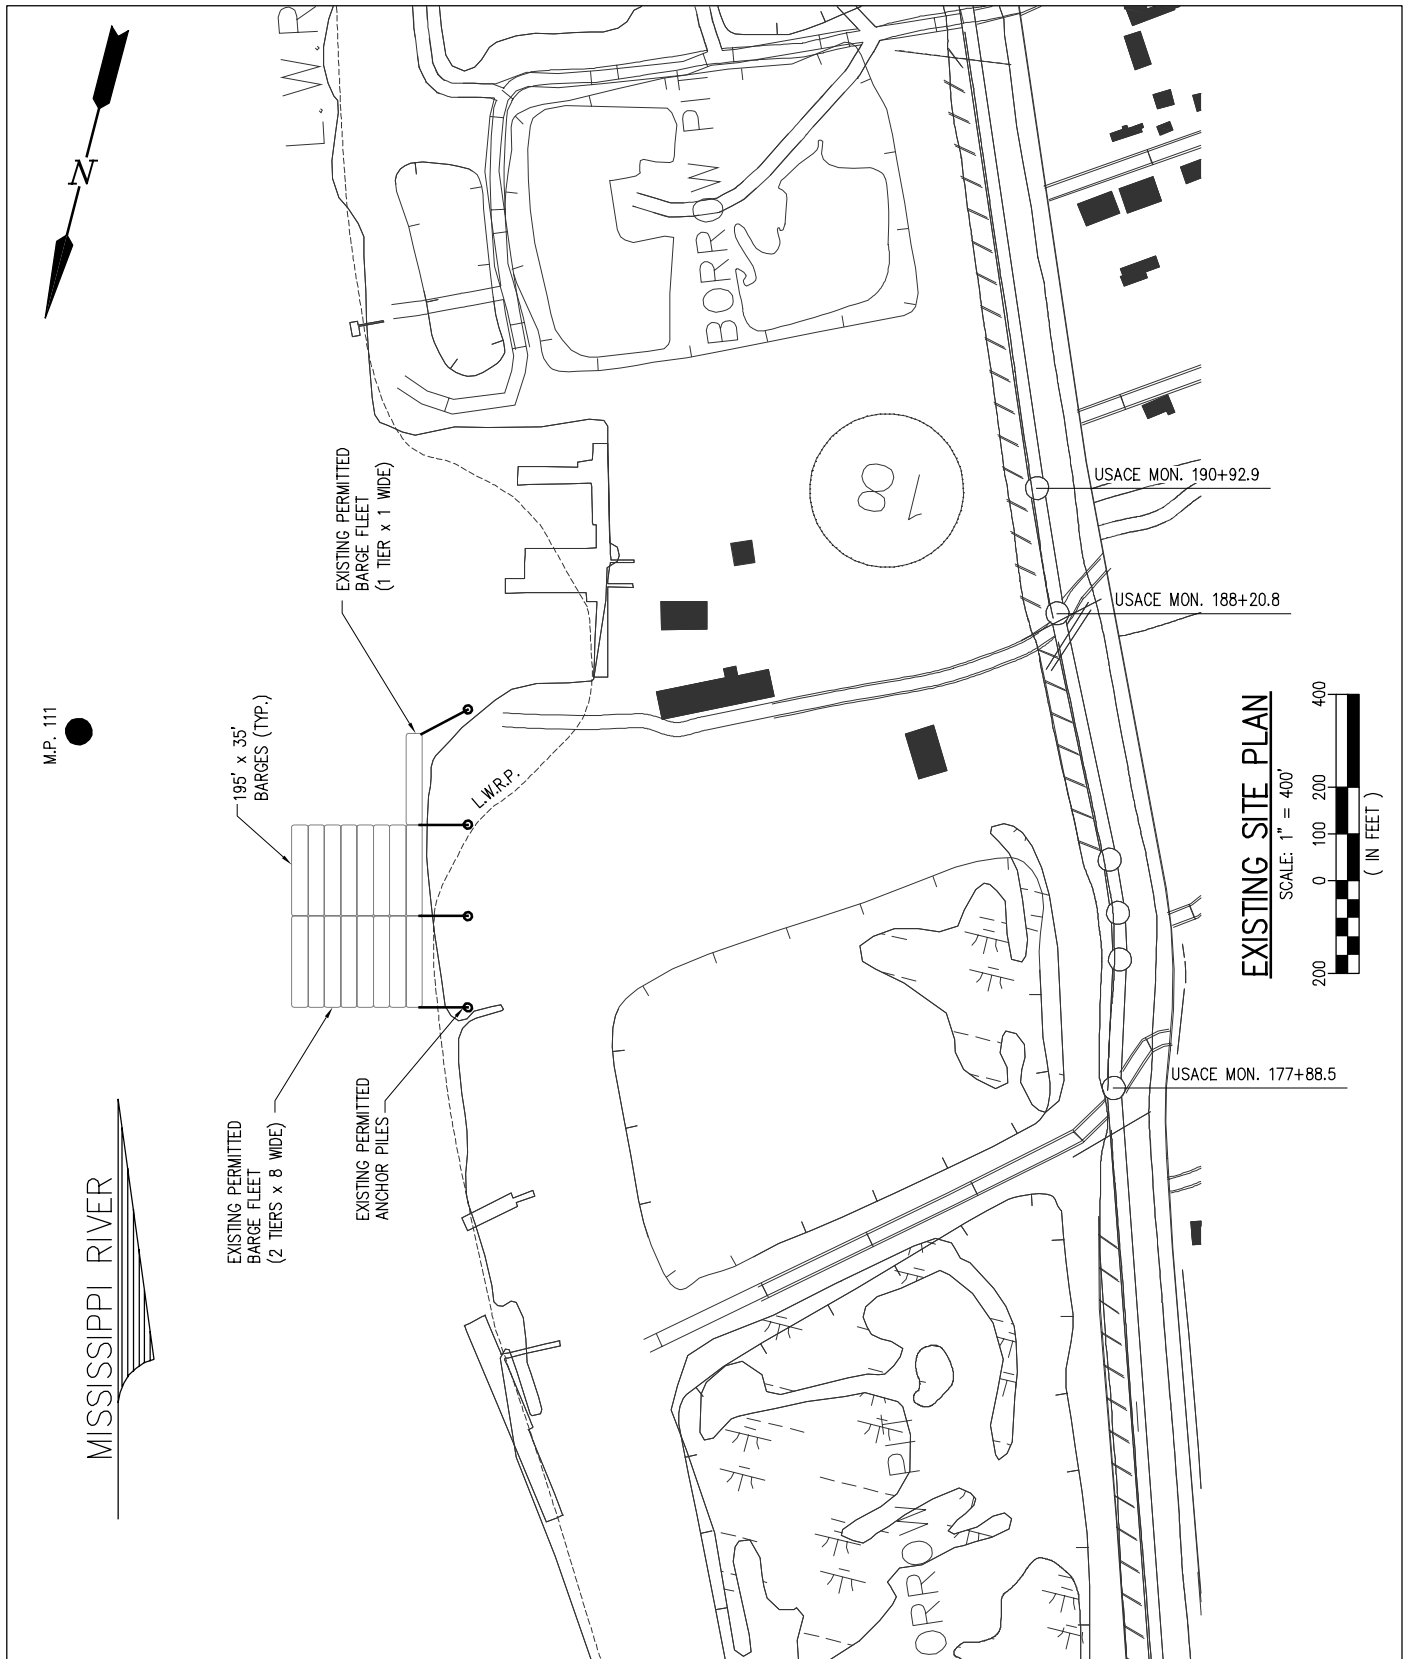 L.W.R
N
BORROW PIT
EXISTING PERMITTED
BARGE FLEET
(1 TIER x 1 WIDE)
81
USACE MON. 190+92.9
USACE MON. 188+20.8
M.P. 111
195' x 35'
BARGES (TYP.)
L.W.R.P.
EXISTING SITE PLAN
SCALE: 1" = 400'
200 0 100 200 400
( IN FEET )
USACE MON. 177+88.5
EXISTING PERMITTED
BARGE FLEET
(2 TIERS x 8 WIDE)
EXISTING PERMITTED
ANCHOR PILES
MISSISSIPPI RIVER
ORROW PIT